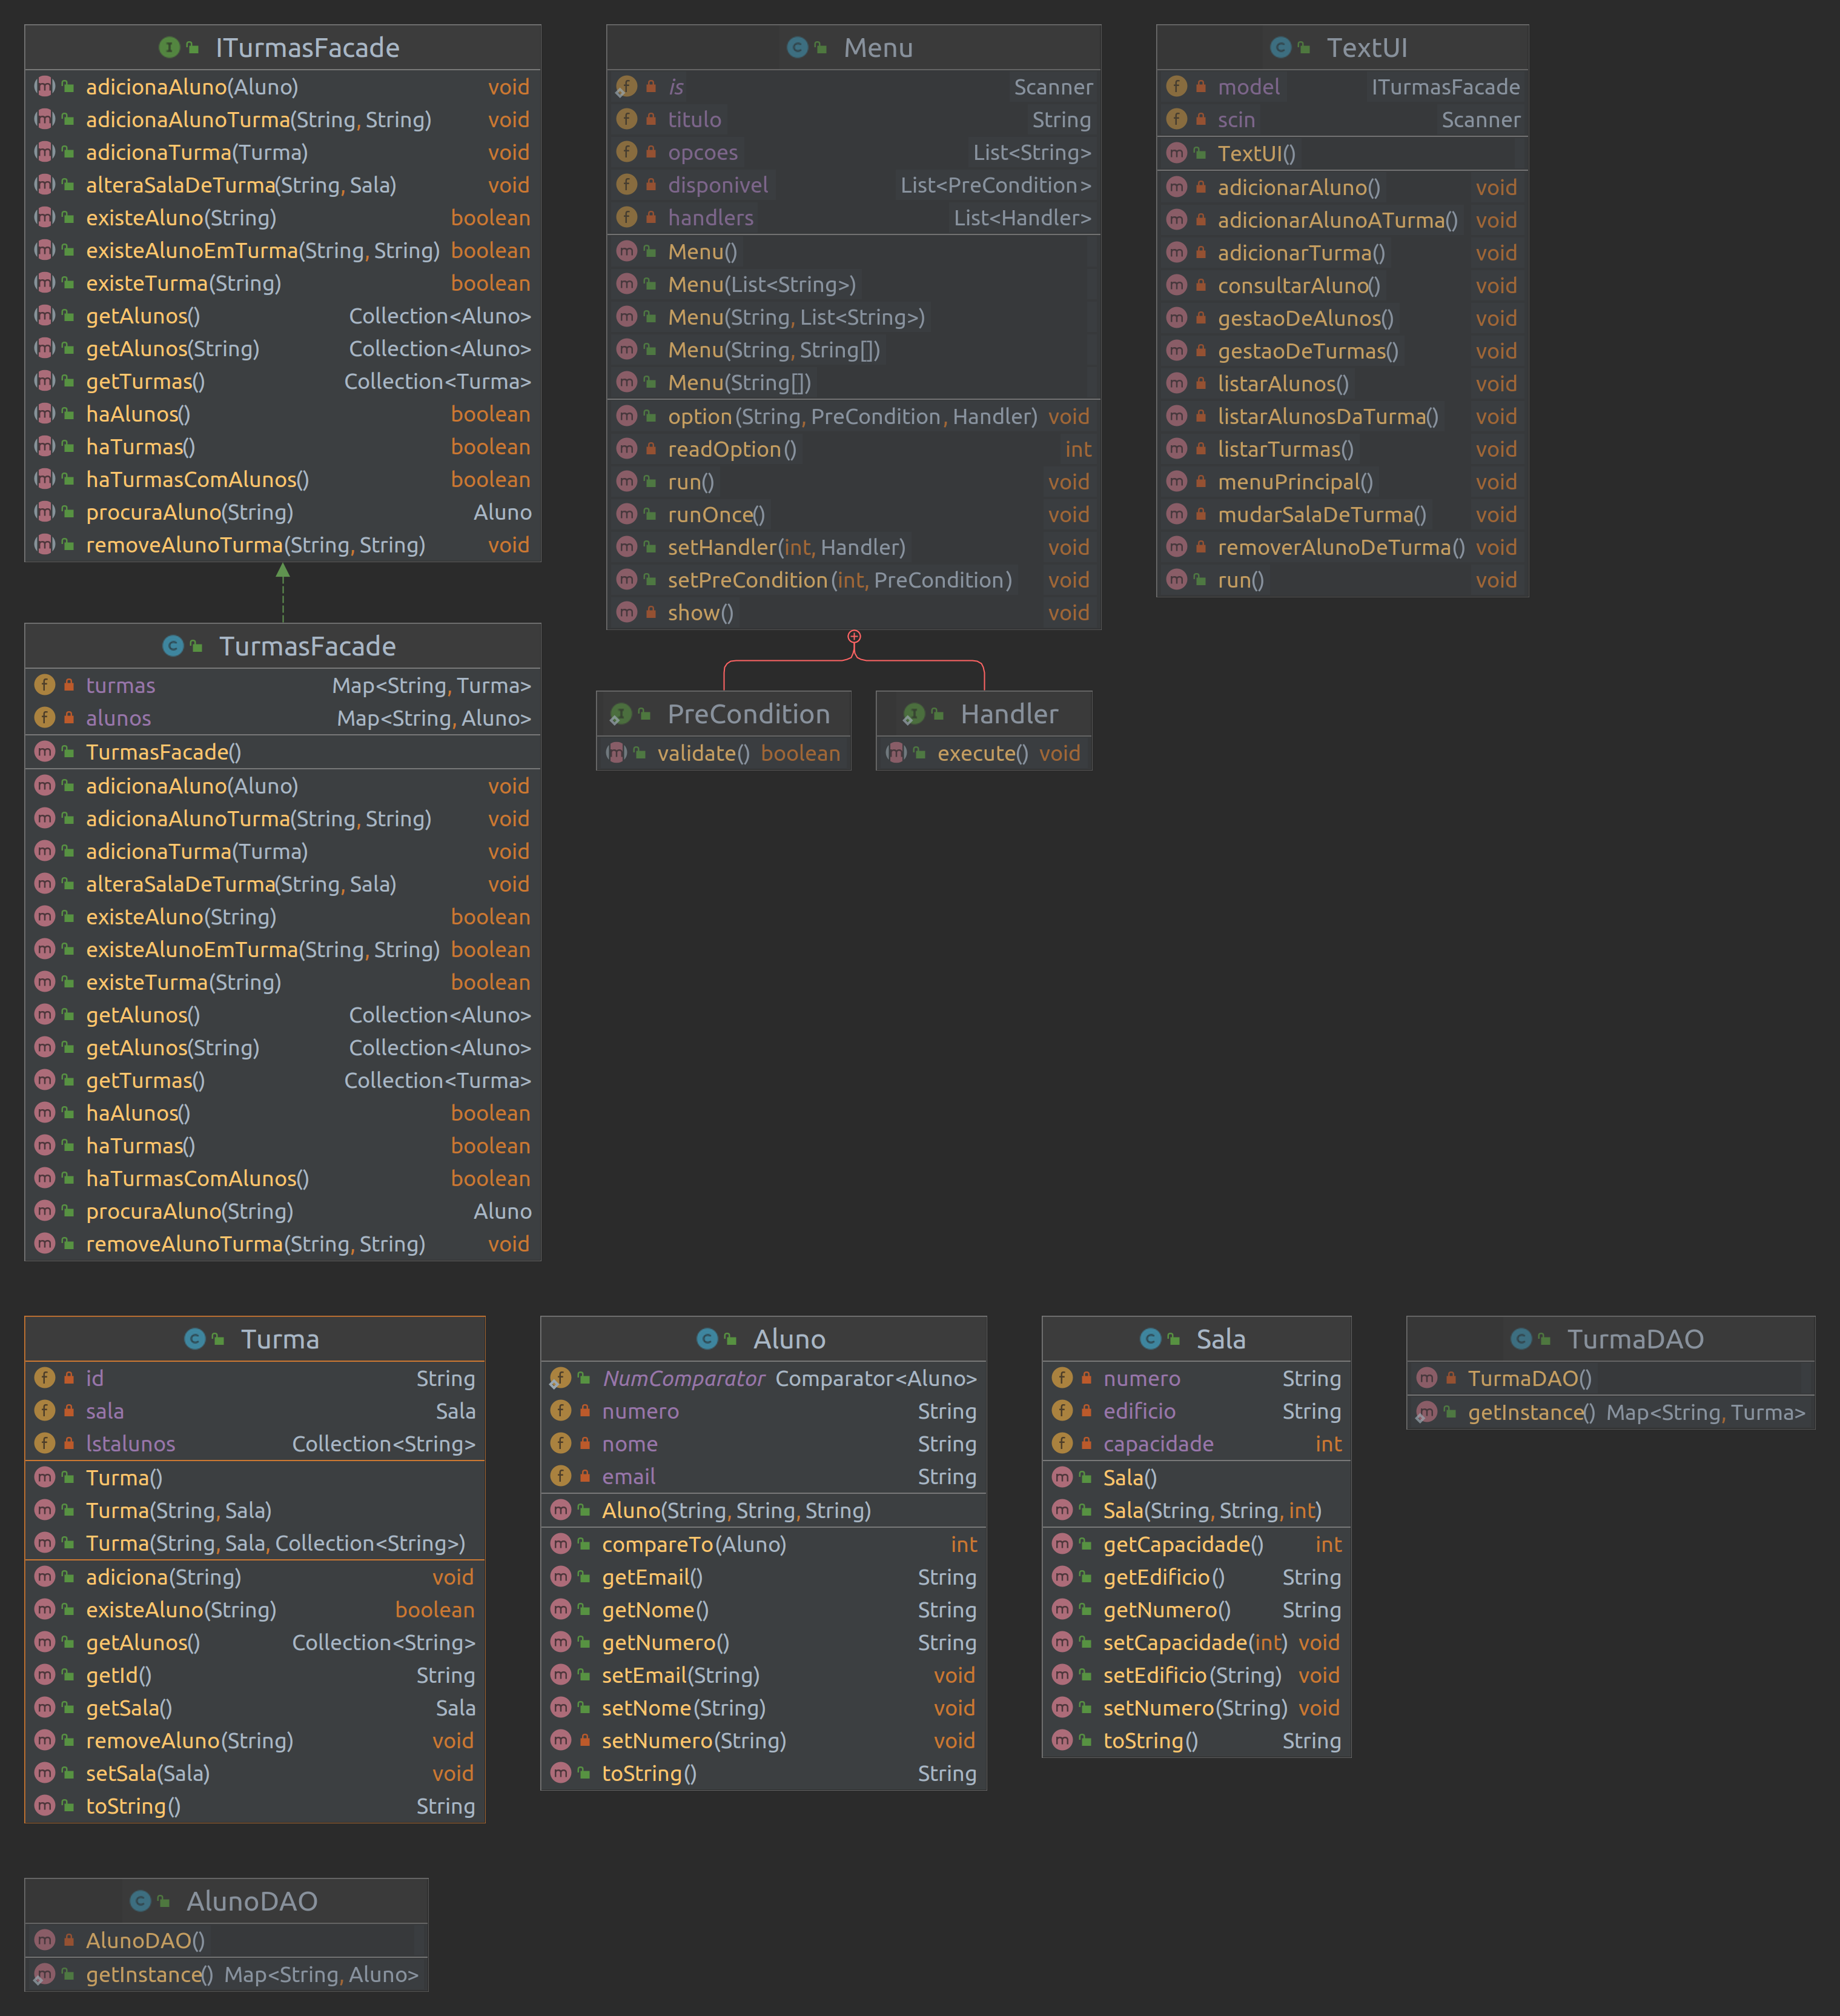 ITurmasFacade
adicionaAluno(Aluno) void
adicionaAlunoTurma(String, String) void
adicionaTurma(Turma) void
alteraSalaDeTurma(String, Sala) void
existeAluno(String) boolean
existeAlunoEmTurma(String, String) boolean
existeTurma(String) boolean
getAlunos() Collection<Aluno>
getAlunos(String) Collection<Aluno>
getTurmas() Collection<Turma>
haAlunos() boolean
haTurmas() boolean
haTurmasComAlunos() boolean
procuraAluno(String) Aluno
removeAlunoTurma(String, String) void
Menu
is Scanner
titulo String
opcoes List<String>
disponivel List<PreCondition>
handlers List<Handler>
Menu()
Menu(List<String>)
Menu(String, List<String>)
Menu(String, String[])
Menu(String[])
option(String, PreCondition, Handler) void
readOption() int
run() void
runOnce() void
setHandler(int, Handler) void
setPreCondition(int, PreCondition) void
show() void
TextUI
model ITurmasFacade
scin Scanner
TextUI()
adicionarAluno() void
adicionarAlunoATurma() void
adicionarTurma() void
consultarAluno() void
gestaoDeAlunos() void
gestaoDeTurmas() void
listarAlunos() void
listarAlunosDaTurma() void
listarTurmas() void
menuPrincipal() void
mudarSalaDeTurma() void
removerAlunoDeTurma() void
run() void
TurmasFacade
turmas Map<String, Turma>
alunos Map<String, Aluno>
TurmasFacade()
adicionaAluno(Aluno) void
adicionaAlunoTurma(String, String) void
adicionaTurma(Turma) void
alteraSalaDeTurma(String, Sala) void
existeAluno(String) boolean
existeAlunoEmTurma(String, String) boolean
existeTurma(String) boolean
getAlunos() Collection<Aluno>
getAlunos(String) Collection<Aluno>
getTurmas() Collection<Turma>
haAlunos() boolean
haTurmas() boolean
haTurmasComAlunos() boolean
procuraAluno(String) Aluno
removeAlunoTurma(String, String) void
PreCondition
validate() boolean
Handler
execute() void
Turma
id String
sala Sala
lstalunos Collection<String>
Turma()
Turma(String, Sala)
Turma(String, Sala, Collection<String>)
adiciona(String) void
existeAluno(String) boolean
getAlunos() Collection<String>
getId() String
getSala() Sala
removeAluno(String) void
setSala(Sala) void
toString() String
Aluno
NumComparator Comparator<Aluno>
numero String
nome String
email String
Aluno(String, String, String)
compareTo(Aluno) int
getEmail() String
getNome() String
getNumero() String
setEmail(String) void
setNome(String) void
setNumero(String) void
toString() String
Sala
numero String
edificio String
capacidade int
Sala()
Sala(String, String, int)
getCapacidade() int
getEdificio() String
getNumero() String
setCapacidade(int) void
setEdificio(String) void
setNumero(String) void
toString() String
TurmaDAO
TurmaDAO()
getInstance() Map<String, Turma>
AlunoDAO
AlunoDAO()
getInstance() Map<String, Aluno>